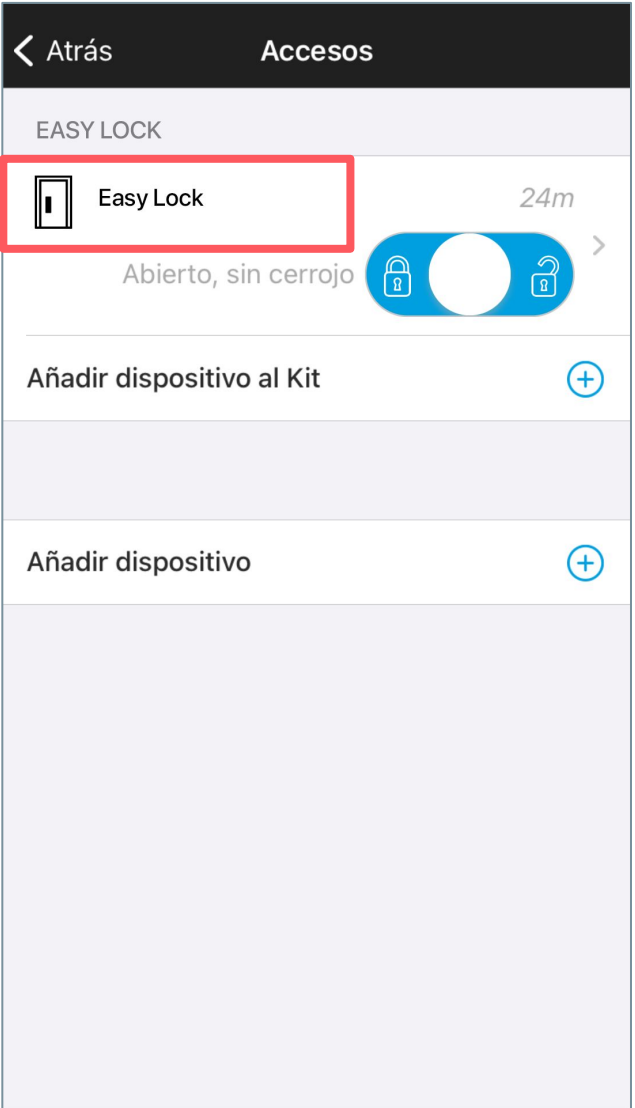 Atrás
Accesos
EASY LOCK
Easy Lock
24m
Abierto, sin cerrojo
Añadir dispositivo al Kit
Añadir dispositivo